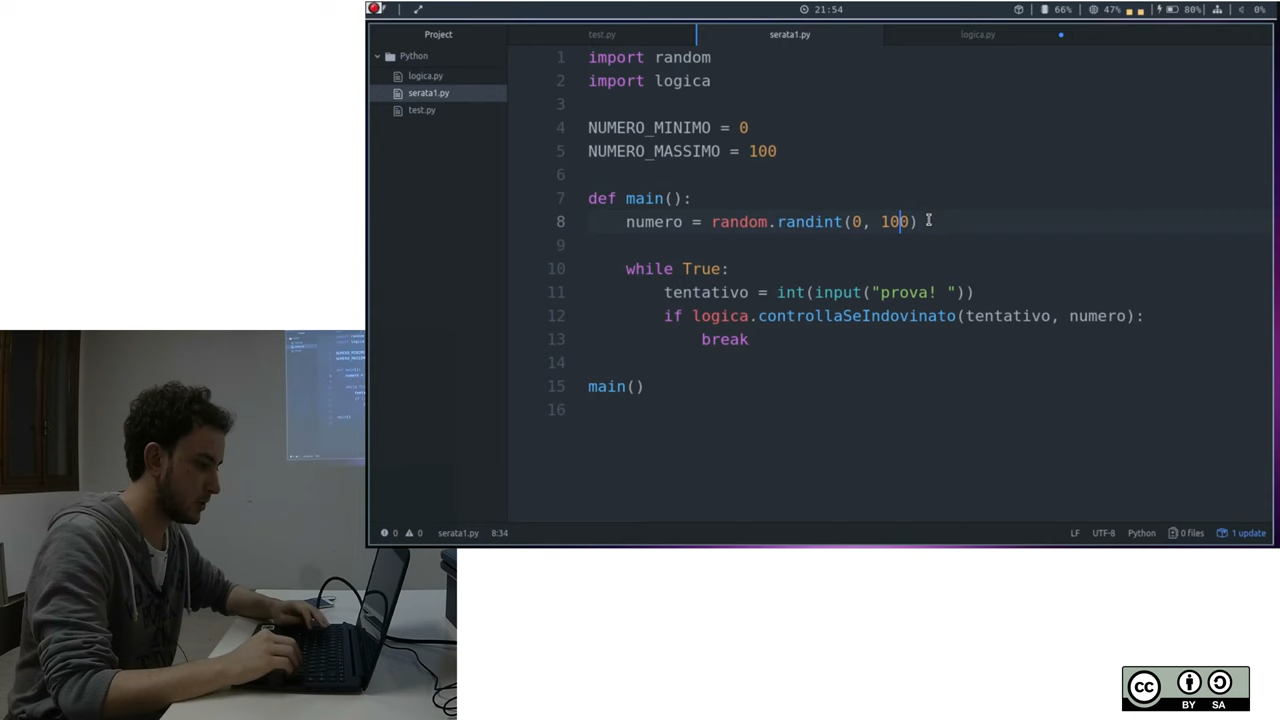 21:54
66%
47%
80%
0%
Project
test.py
serata1.py
logica.py
Python
logica.py
serata1.py
test.py
1 import random
2 import logica
3
4 NUMERO_MINIMO = 0
5 NUMERO_MASSIMO = 100
6
7 def main():
8 numero = random.randint(0, 100)
9
10 while True:
11 tentativo = int(input("prova! "))
12 if logica.controllaSeIndovinato(tentativo, numero):
13 break
14
15 main()
16
0 0 serata1.py 8:34
LF UTF-8 Python 0 files 1 update
cc BY SA